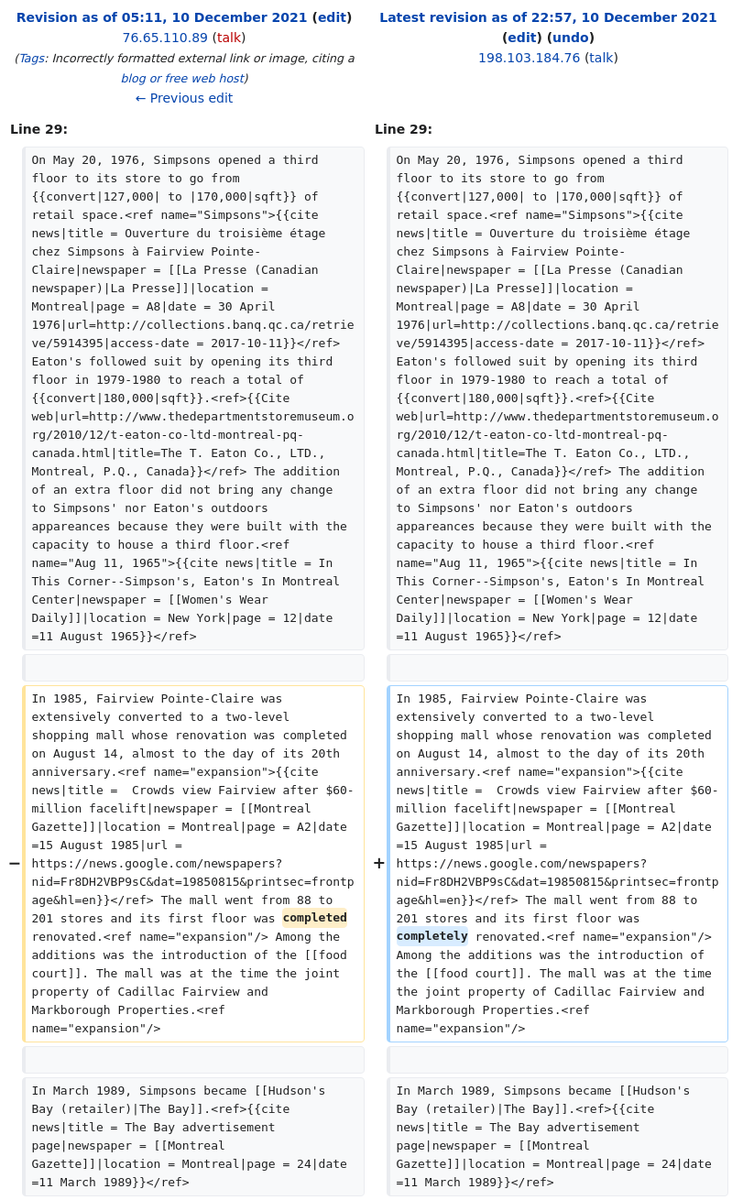 Revision as of 05:11, 10 December 2021 (edit)
76.65.110.89 (talk)
(Tags: Incorrectly formatted external link or image, citing a
blog or free web host)
← Previous edit
Latest revision as of 22:57, 10 December 2021
(edit) (undo)
198.103.184.76 (talk)
Line 29:
On May 20, 1976, Simpsons opened a third
floor to its store to go from
{{convert|127,000| to |170,000|sqft}} of
retail space.<ref name="Simpsons">{{cite
news|title = Ouverture du troisième étage
chez Simpsons à Fairview Pointe-
Claire|newspaper = [[La Presse (Canadian
newspaper)|La Presse]]|location =
Montreal|page = A8|date = 30 April
1976|url=http://collections.banq.qc.ca/retrie
ve/5914395|access-date = 2017-10-11}}</ref>
Eaton's followed suit by opening its third
floor in 1979-1980 to reach a total of
{{convert|180,000|sqft}}.<ref>{{Cite
web|url=http://www.thedepartmentstoremuseum.o
rg/2010/12/t-eaton-co-ltd-montreal-pq-
canada.html|title=The T. Eaton Co., LTD.,
Montreal, P.Q., Canada}}</ref> The addition
of an extra floor did not bring any change
to Simpsons' nor Eaton's outdoors
appareances because they were built with the
capacity to house a third floor.<ref
name="Aug 11, 1965">{{cite news|title = In
This Corner--Simpson's, Eaton's In Montreal
Center|newspaper = [[Women's Wear
Daily]]|location = New York|page = 12|date
=11 August 1965}}</ref>
Line 29:
On May 20, 1976, Simpsons opened a third
floor to its store to go from
{{convert|127,000| to |170,000|sqft}} of
retail space.<ref name="Simpsons">{{cite
news|title = Ouverture du troisième étage
chez Simpsons à Fairview Pointe-
Claire|newspaper = [[La Presse (Canadian
newspaper)|La Presse]]|location =
Montreal|page = A8|date = 30 April
1976|url=http://collections.banq.qc.ca/retrie
ve/5914395|access-date = 2017-10-11}}</ref>
Eaton's followed suit by opening its third
floor in 1979-1980 to reach a total of
{{convert|180,000|sqft}}.<ref>{{Cite
web|url=http://www.thedepartmentstoremuseum.o
rg/2010/12/t-eaton-co-ltd-montreal-pq-
canada.html|title=The T. Eaton Co., LTD.,
Montreal, P.Q., Canada}}</ref> The addition
of an extra floor did not bring any change
to Simpsons' nor Eaton's outdoors
appareances because they were built with the
capacity to house a third floor.<ref
name="Aug 11, 1965">{{cite news|title = In
This Corner--Simpson's, Eaton's In Montreal
Center|newspaper = [[Women's Wear
Daily]]|location = New York|page = 12|date
=11 August 1965}}</ref>
−
In 1985, Fairview Pointe-Claire was
extensively converted to a two-level
shopping mall whose renovation was completed
on August 14, almost to the day of its 20th
anniversary.<ref name="expansion">{{cite
news|title =  Crowds view Fairview after $60-
million facelift|newspaper = [[Montreal
Gazette]]|location = Montreal|page = A2|date
=15 August 1985|url =
https://news.google.com/newspapers?
nid=Fr8DH2VBP9sC&dat=19850815&printsec=frontp
age&hl=en}}</ref> The mall went from 88 to
201 stores and its first floor was completed
renovated.<ref name="expansion"/> Among the
additions was the introduction of the [[food
court]]. The mall was at the time the joint
property of Cadillac Fairview and
Markborough Properties.<ref
name="expansion"/>
+
In 1985, Fairview Pointe-Claire was
extensively converted to a two-level
shopping mall whose renovation was completed
on August 14, almost to the day of its 20th
anniversary.<ref name="expansion">{{cite
news|title =  Crowds view Fairview after $60-
million facelift|newspaper = [[Montreal
Gazette]]|location = Montreal|page = A2|date
=15 August 1985|url =
https://news.google.com/newspapers?
nid=Fr8DH2VBP9sC&dat=19850815&printsec=frontp
age&hl=en}}</ref> The mall went from 88 to
201 stores and its first floor was
completely renovated.<ref name="expansion"/>
Among the additions was the introduction of
the [[food court]]. The mall was at the time
the joint property of Cadillac Fairview and
Markborough Properties.<ref
name="expansion"/>
In March 1989, Simpsons became [[Hudson's
Bay (retailer)|The Bay]].<ref>{{cite
news|title = The Bay advertisement
page|newspaper = [[Montreal
Gazette]]|location = Montreal|page = 24|date
=11 March 1989}}</ref>
In March 1989, Simpsons became [[Hudson's
Bay (retailer)|The Bay]].<ref>{{cite
news|title = The Bay advertisement
page|newspaper = [[Montreal
Gazette]]|location = Montreal|page = 24|date
=11 March 1989}}</ref>